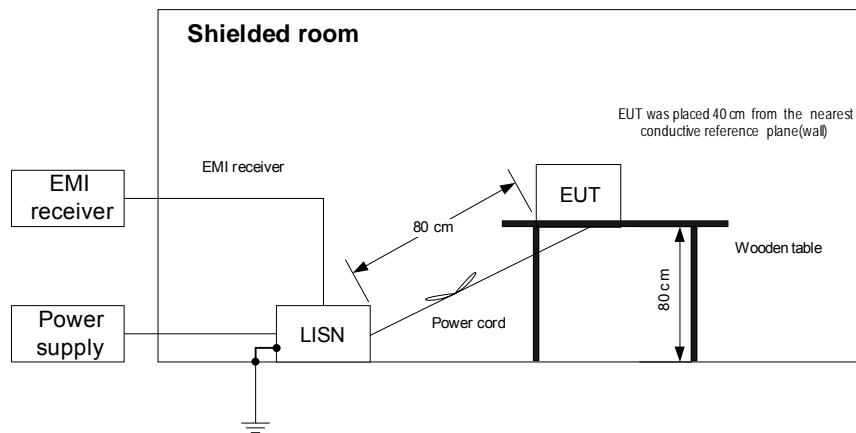 Shielded room
EUT was placed 40 cm from the nearest
conductive reference plane(wall)
EMI receiver
EMI
receiver
EUT
80 cm
Wooden table
80 cm
Power
supply
LISN
Power cord